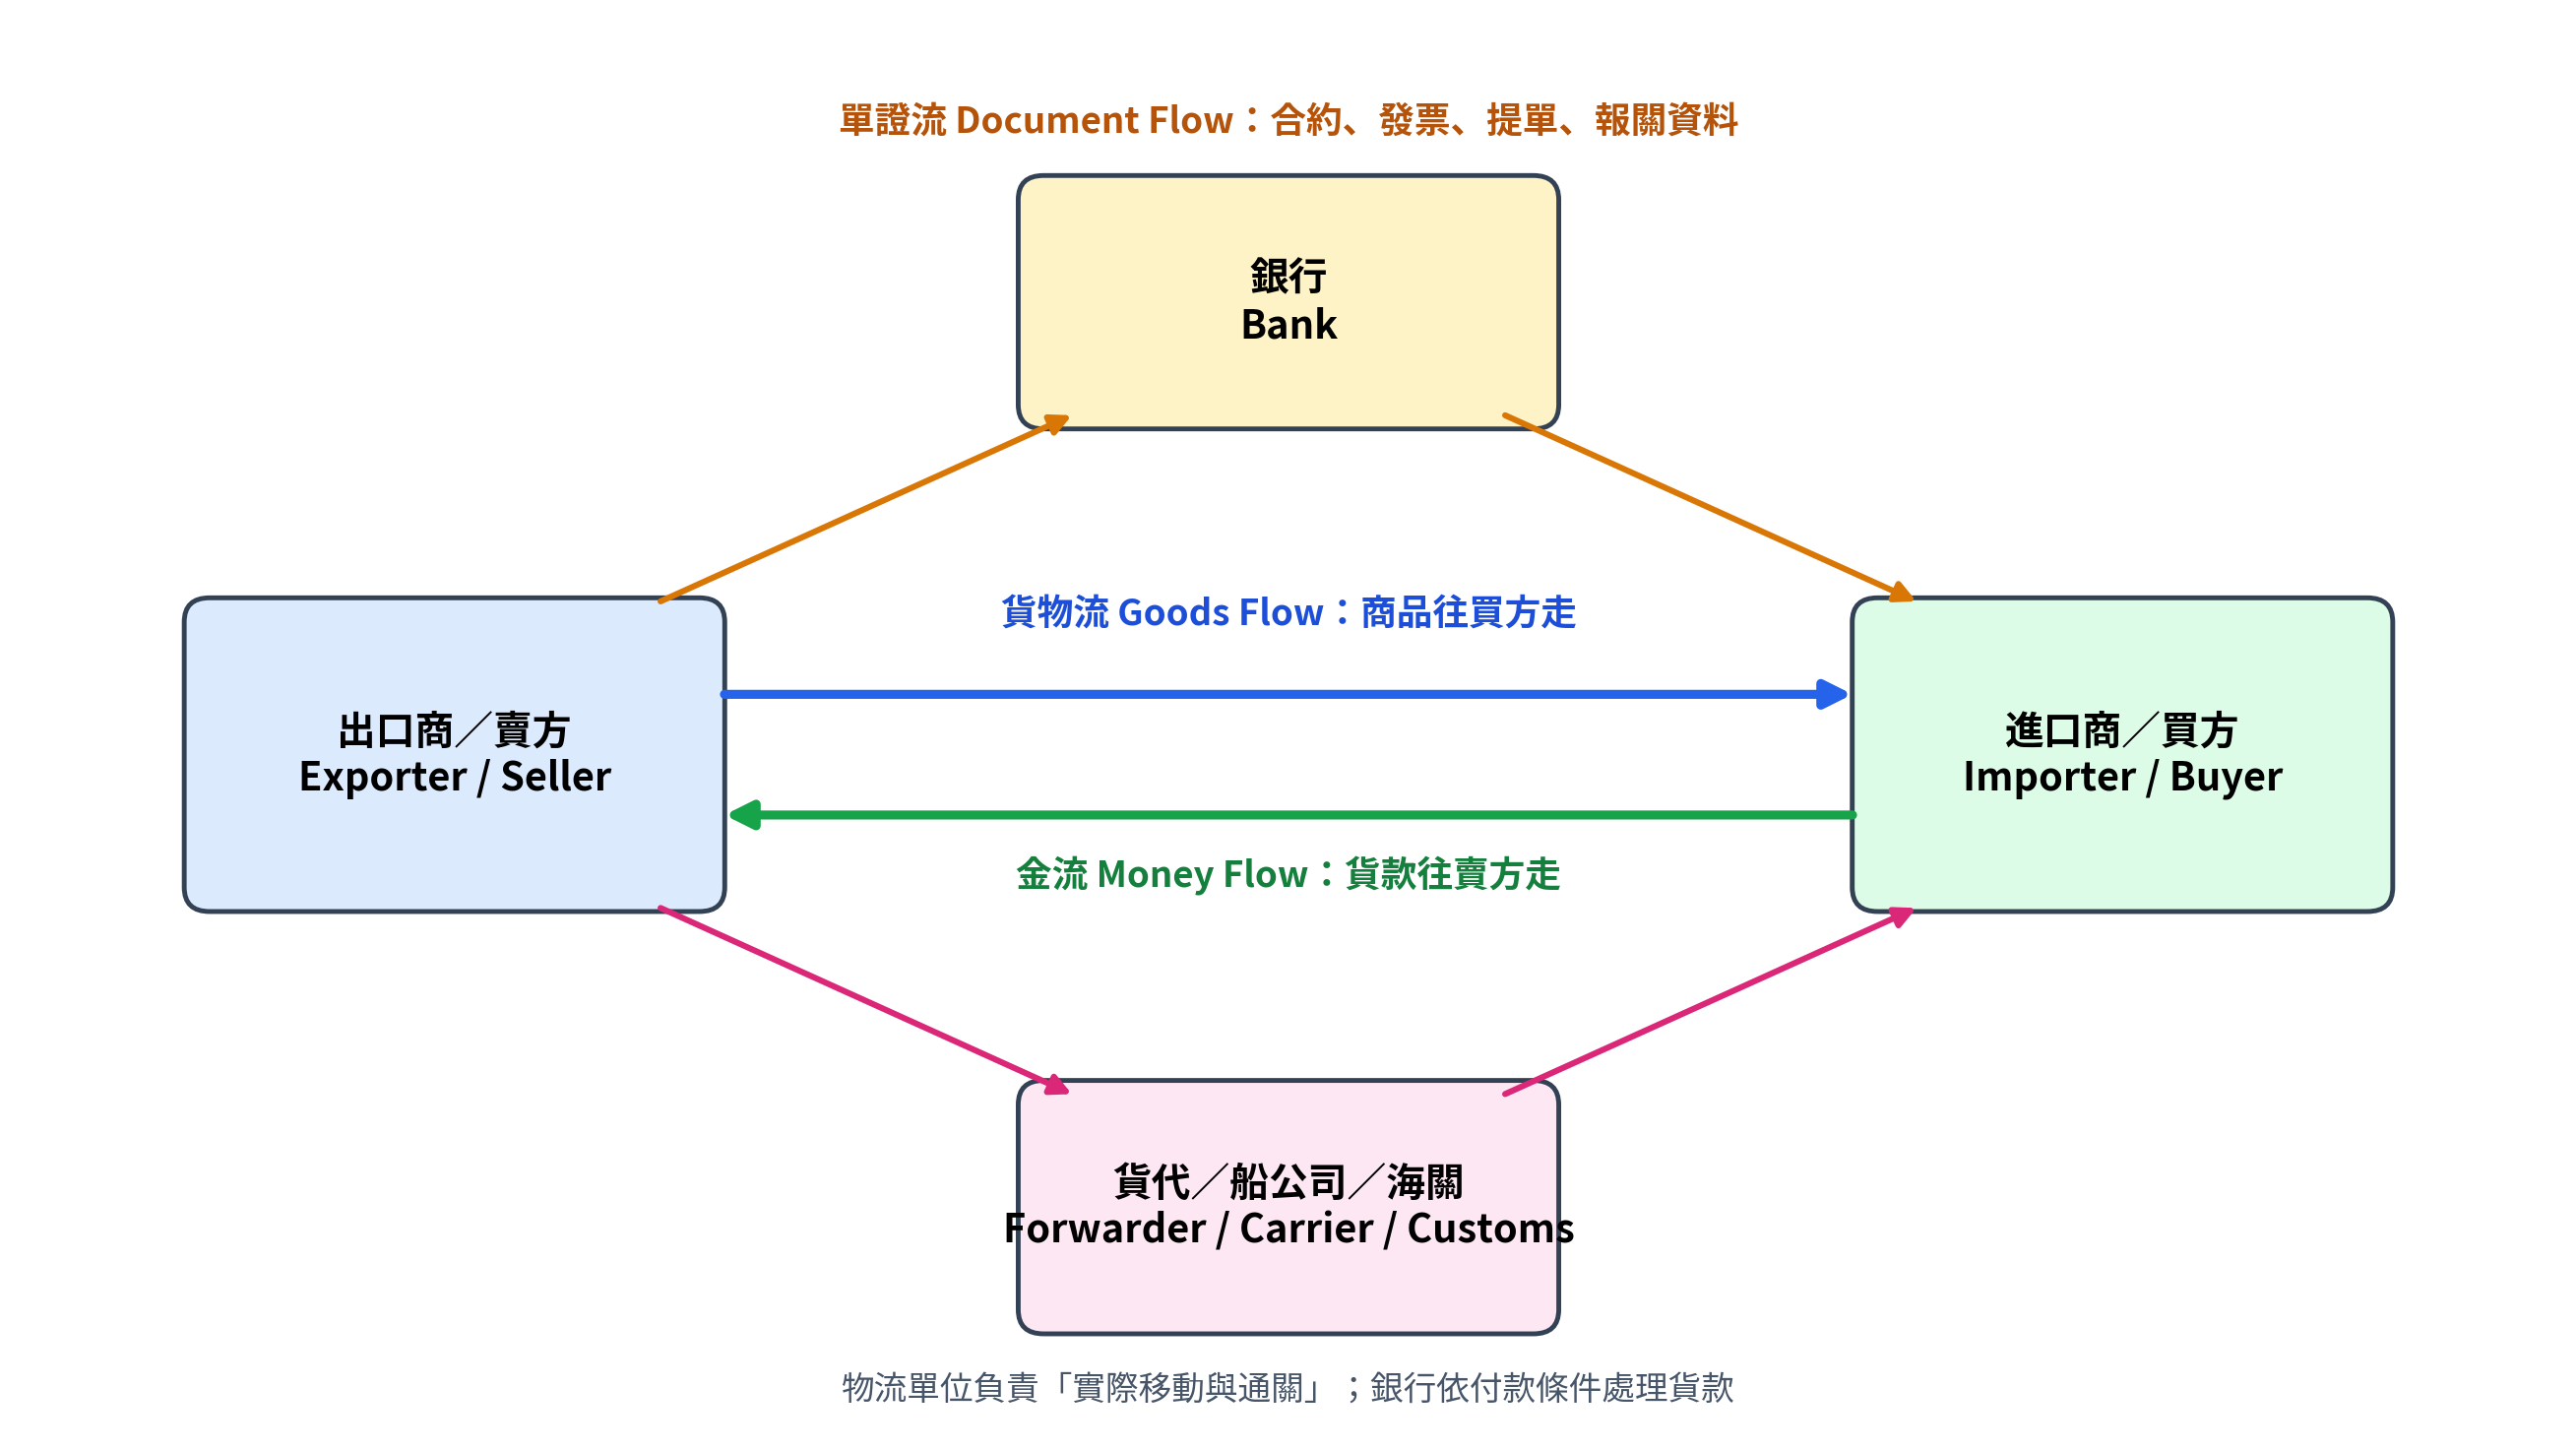 單證流 Document Flow：合約、發票、提單、報關資料
銀行
Bank
貨物流 Goods Flow：商品往買方走
出口商／賣方
Exporter / Seller
進口商／買方
Importer / Buyer
金流 Money Flow：貨款往賣方走
貨代／船公司／海關
Forwarder / Carrier / Customs
物流單位負責「實際移動與通關」；銀行依付款條件處理貨款